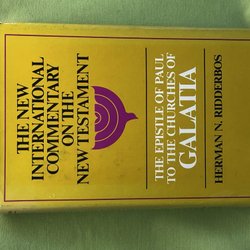 THE NEW
INTERNATIONAL
COMMENTARY
ON THE
NEW TESTAMENT
THE EPISTLE OF PAUL
TO THE CHURCHES OF
GALATIA
HERMAN N. RIDDERBOS